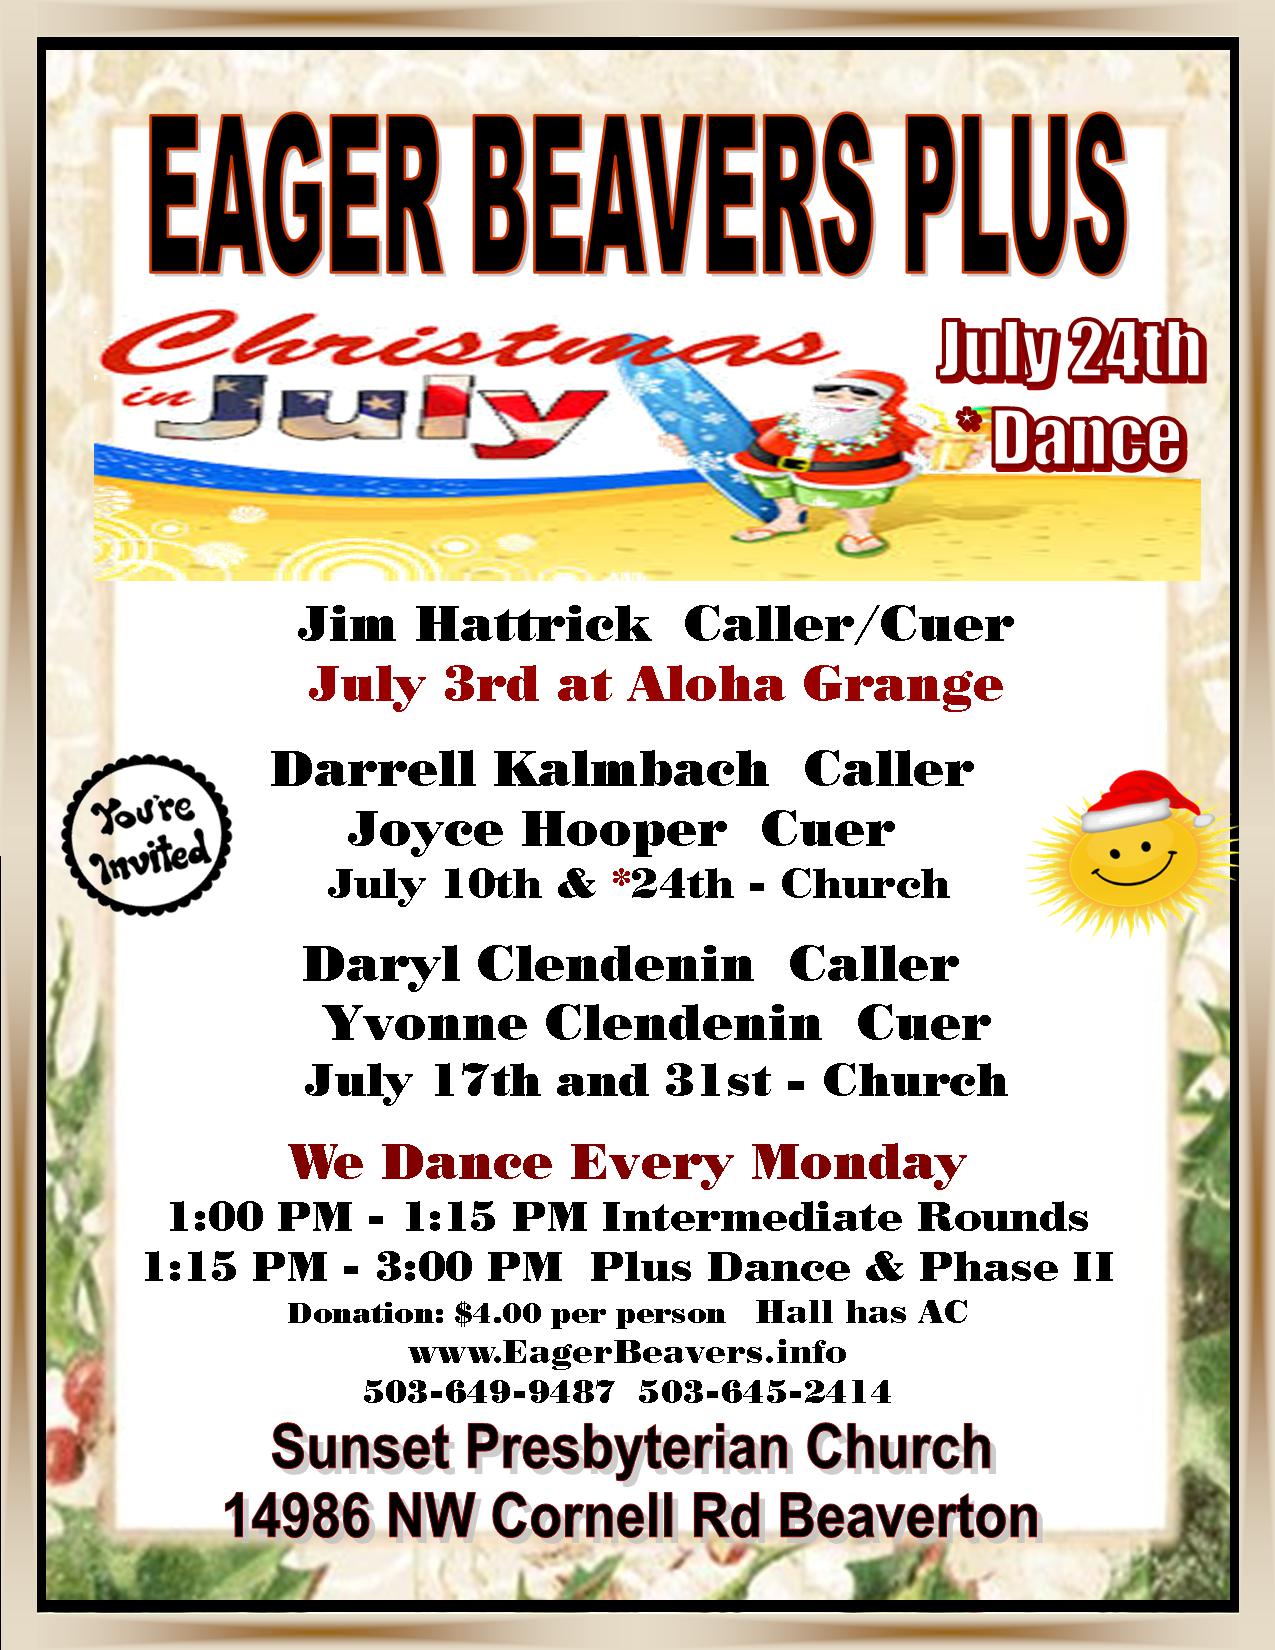 EAGER BEAVERS PLUS
Christmas
in July
July 24th
* Dance
Jim Hattrick Caller/Cuer
July 3rd at Aloha Grange
Darrell Kalmbach Caller
Joyce Hooper Cuer
July 10th & *24th - Church
You're
Invited
Daryl Clendenin Caller
Yvonne Clendenin Cuer
July 17th and 31st - Church
We Dance Every Monday
1:00 PM - 1:15 PM Intermediate Rounds
1:15 PM - 3:00 PM Plus Dance & Phase II
Donation: $4.00 per person Hall has AC
www.EagerBeavers.info
503-649-9487 503-645-2414
Sunset Presbyterian Church
14986 NW Cornell Rd Beaverton